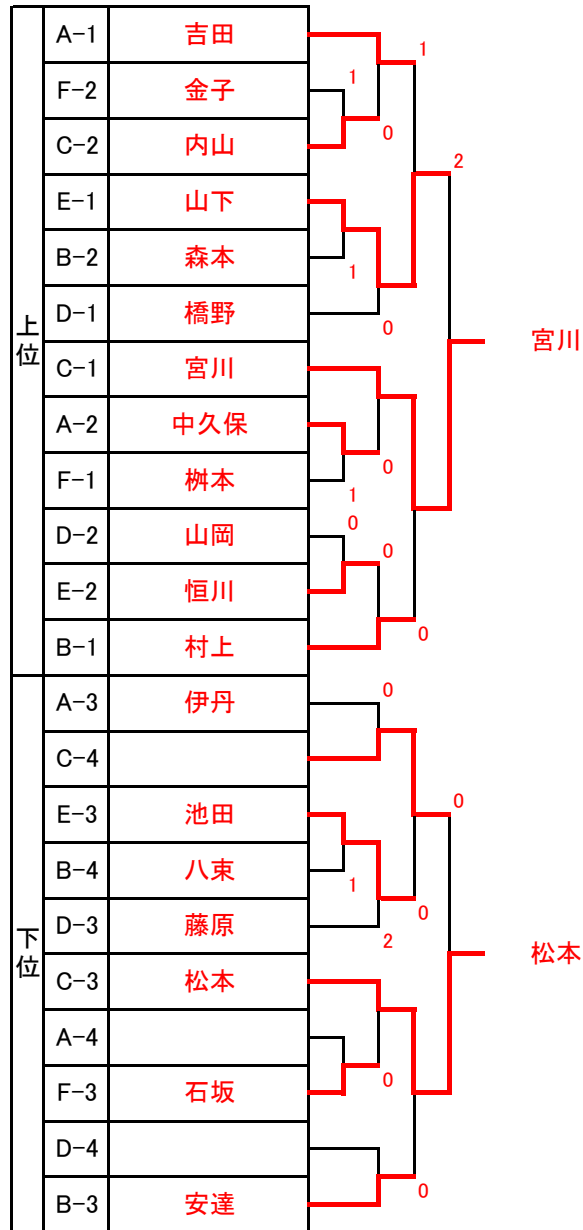 上位
A-1 吉田
F-2 金子
C-2 内山
E-1 山下
B-2 森本
D-1 橋野
C-1 宮川
A-2 中久保
F-1 桝本
D-2 山岡
E-2 恒川
B-1 村上
1
1
0
2
1
0
宮川
0
1
0
0
0
下位
A-3 伊丹
C-4
E-3 池田
B-4 八束
D-3 藤原
C-3 松本
A-4
F-3 石坂
D-4
B-3 安達
0
0
1
0
2
松本
0
0